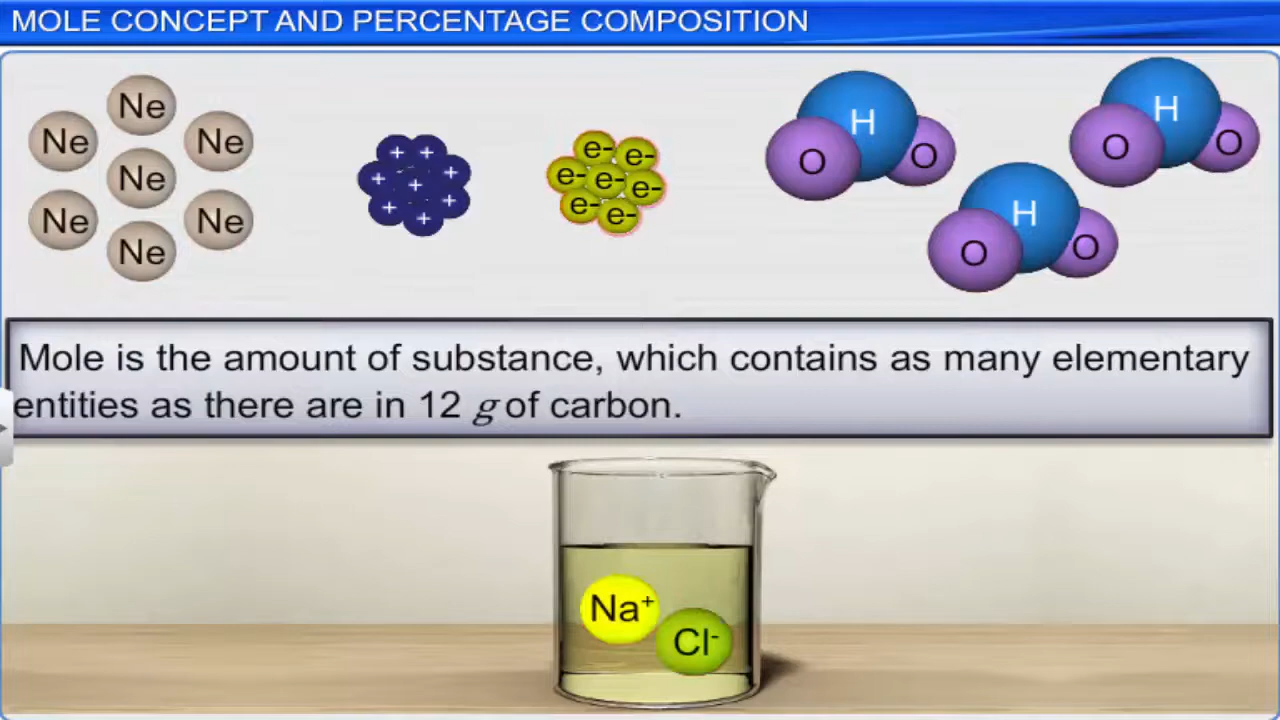 MOLE CONCEPT AND PERCENTAGE COMPOSITION
Ne
Ne
Ne
Ne
Ne
Ne
Ne
+ +
+ + +
+ + +
e- e-
e- e- e-
e- e-
H
O O
H
O O
H
O O
Mole is the amount of substance, which contains as many elementary
entities as there are in 12 g of carbon.
Na+
Cl-